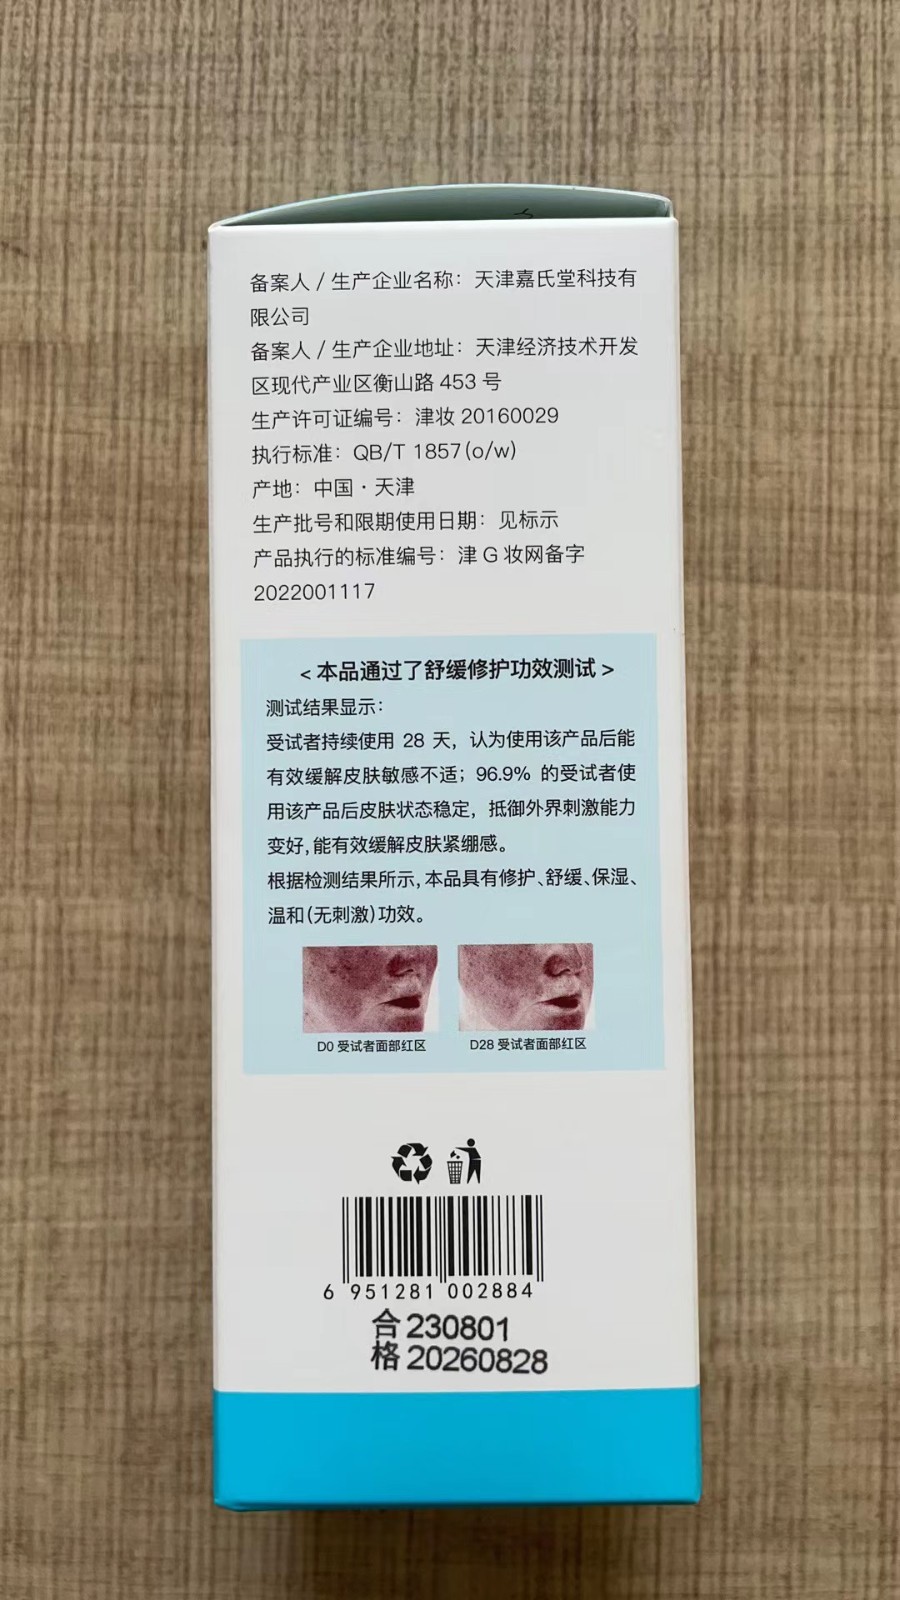 备案人 / 生产企业名称：天津嘉氏堂科技有
限公司
备案人 / 生产企业地址：天津经济技术开发
区现代产业区衡山路 453 号
生产许可证编号：津妆 20160029
执行标准：QB/T 1857(o/w)
产地：中国 · 天津
生产批号和限期使用日期：见标示
产品执行的标准编号：津 G 妆网备字
2022001117
< 本品通过了舒缓修护功效测试 >
测试结果显示：
受试者持续使用 28 天，认为使用该产品后能
有效缓解皮肤敏感不适；96.9% 的受试者使
用该产品后皮肤状态稳定，抵御外界刺激能力
变好,能有效缓解皮肤紧绷感。
根据检测结果所示,本品具有修护、舒缓、保湿、
温和(无刺激)功效。
D0 受试者面部红区
D28 受试者面部红区
6 951281 002884
合 230801
格 20260828